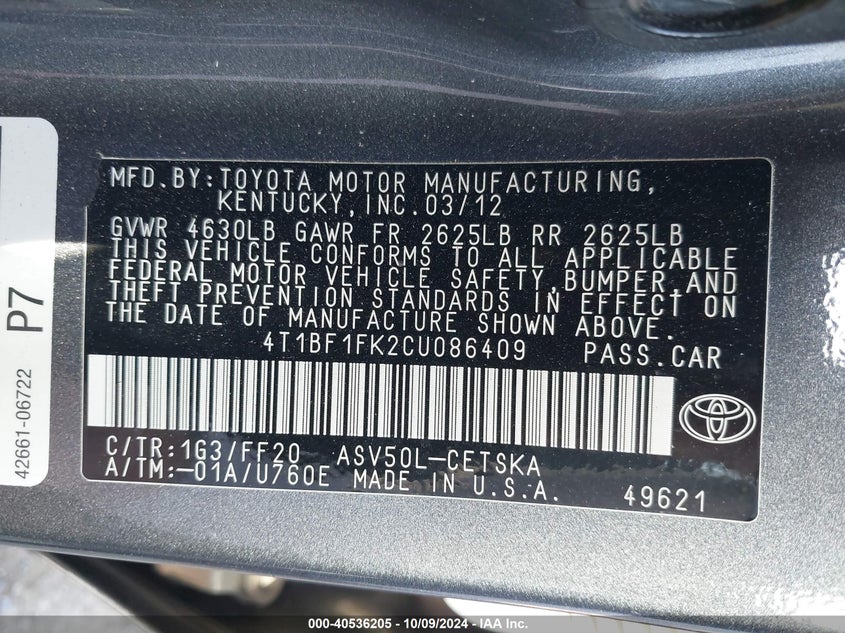 MFD.BY:TOYOTA MOTOR MANUFACTURING,
KENTUCKY,INC.03/12
GVWR 4630LB GAWR FR 2625LB RR 2625LB
THIS VEHICLE CONFORMS TO ALL APPLICABLE
FEDERAL MOTOR VEHICLE SAFETY,BUMPER,AND
THEFT PREVENTION STANDARDS IN EFFECT ON
THE DATE OF MANUFACTURE SHOWN ABOVE.
4T1BF1FK2CU086409 PASS.CAR
C/TR:1G3/FF20 ASV50L-CETSKA
A/TM:-01A/U760E MADE IN U.S.A. 49621
P7
42661-06722
000-40536205 - 10/09/2024 - IAA Inc.